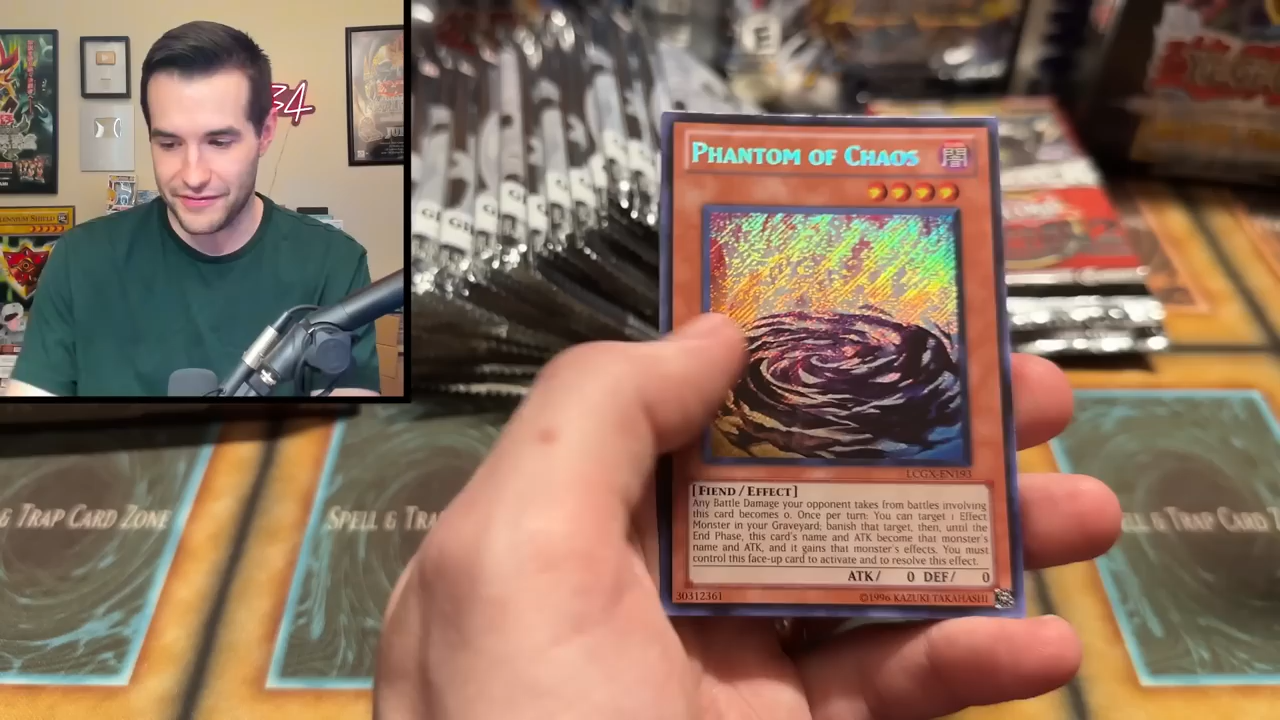 34
MILLENNIUM SHIELD
PHANTOM OF CHAOS
闇
LCGX-EN193
[FIEND / EFFECT]
Any Battle Damage your opponent takes from battles involving
this card becomes 0. Once per turn: You can target 1 Effect
Monster in your Graveyard; banish that target, then, until the
End Phase, this card's name and ATK become that monster's
name and ATK, and it gains that monster's effects. You must
control this face-up card to activate and to resolve this effect.
ATK/ 0 DEF/ 0
30312361
©1996 KAZUKI TAKAHASHI
& TRAP CARD ZONE
SPELL & TRA
LL & TRAP CARD